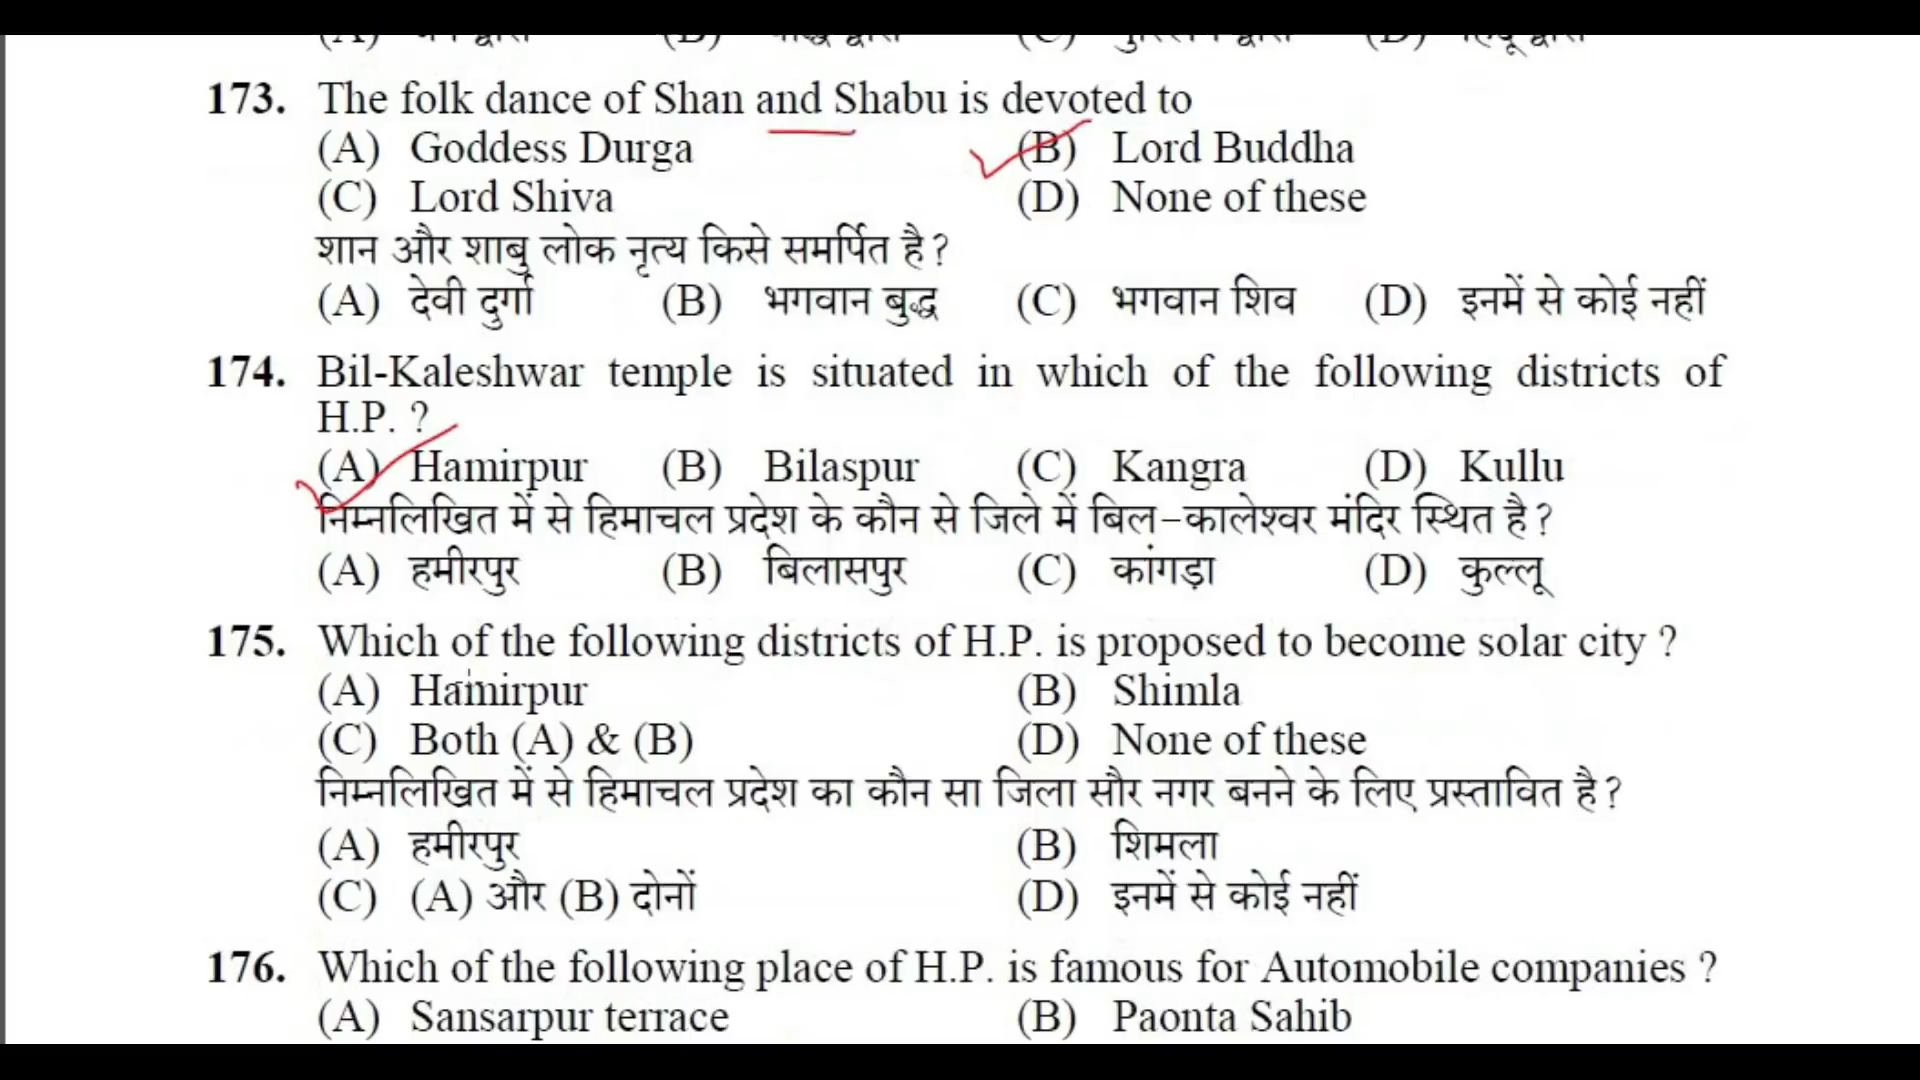 173. The folk dance of Shan and Shabu is devoted to
(A) Goddess Durga (B) Lord Buddha
(C) Lord Shiva (D) None of these
शान और शाबु लोक नृत्य किसे समर्पित है ?
(A) देवी दुर्गा (B) भगवान बुद्ध (C) भगवान शिव (D) इनमें से कोई नहीं
174. Bil-Kaleshwar temple is situated in which of the following districts of
H.P. ?
(A) Hamirpur (B) Bilaspur (C) Kangra (D) Kullu
निम्नलिखित में से हिमाचल प्रदेश के कौन से जिले में बिल-कालेश्वर मंदिर स्थित है ?
(A) हमीरपुर (B) बिलासपुर (C) कांगड़ा (D) कुल्लू
175. Which of the following districts of H.P. is proposed to become solar city ?
(A) Hamirpur (B) Shimla
(C) Both (A) & (B) (D) None of these
निम्नलिखित में से हिमाचल प्रदेश का कौन सा जिला सौर नगर बनने के लिए प्रस्तावित है ?
(A) हमीरपुर (B) शिमला
(C) (A) और (B) दोनों (D) इनमें से कोई नहीं
176. Which of the following place of H.P. is famous for Automobile companies ?
(A) Sansarpur terrace (B) Paonta Sahib